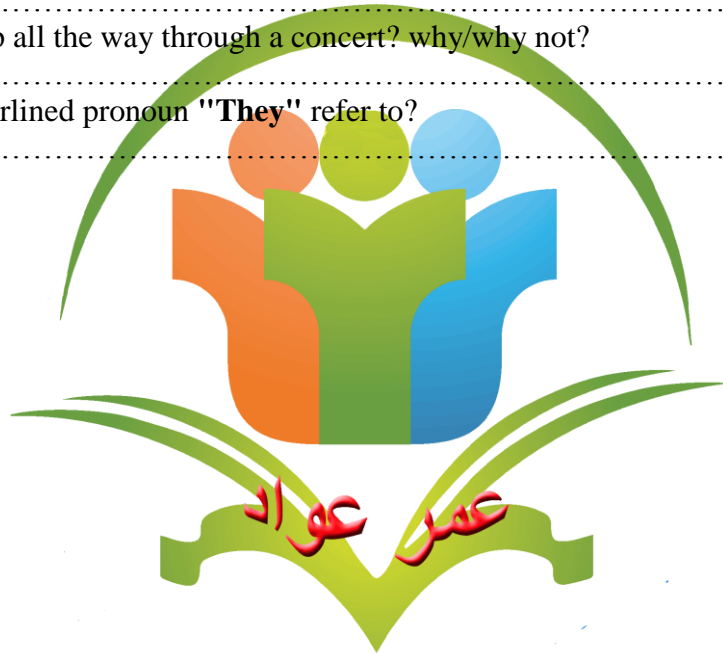 ........................................................................
all the way through a concert? why/why not?
........................................................................
rlined pronoun "They" refer to?
........................................................................
عمر عواد